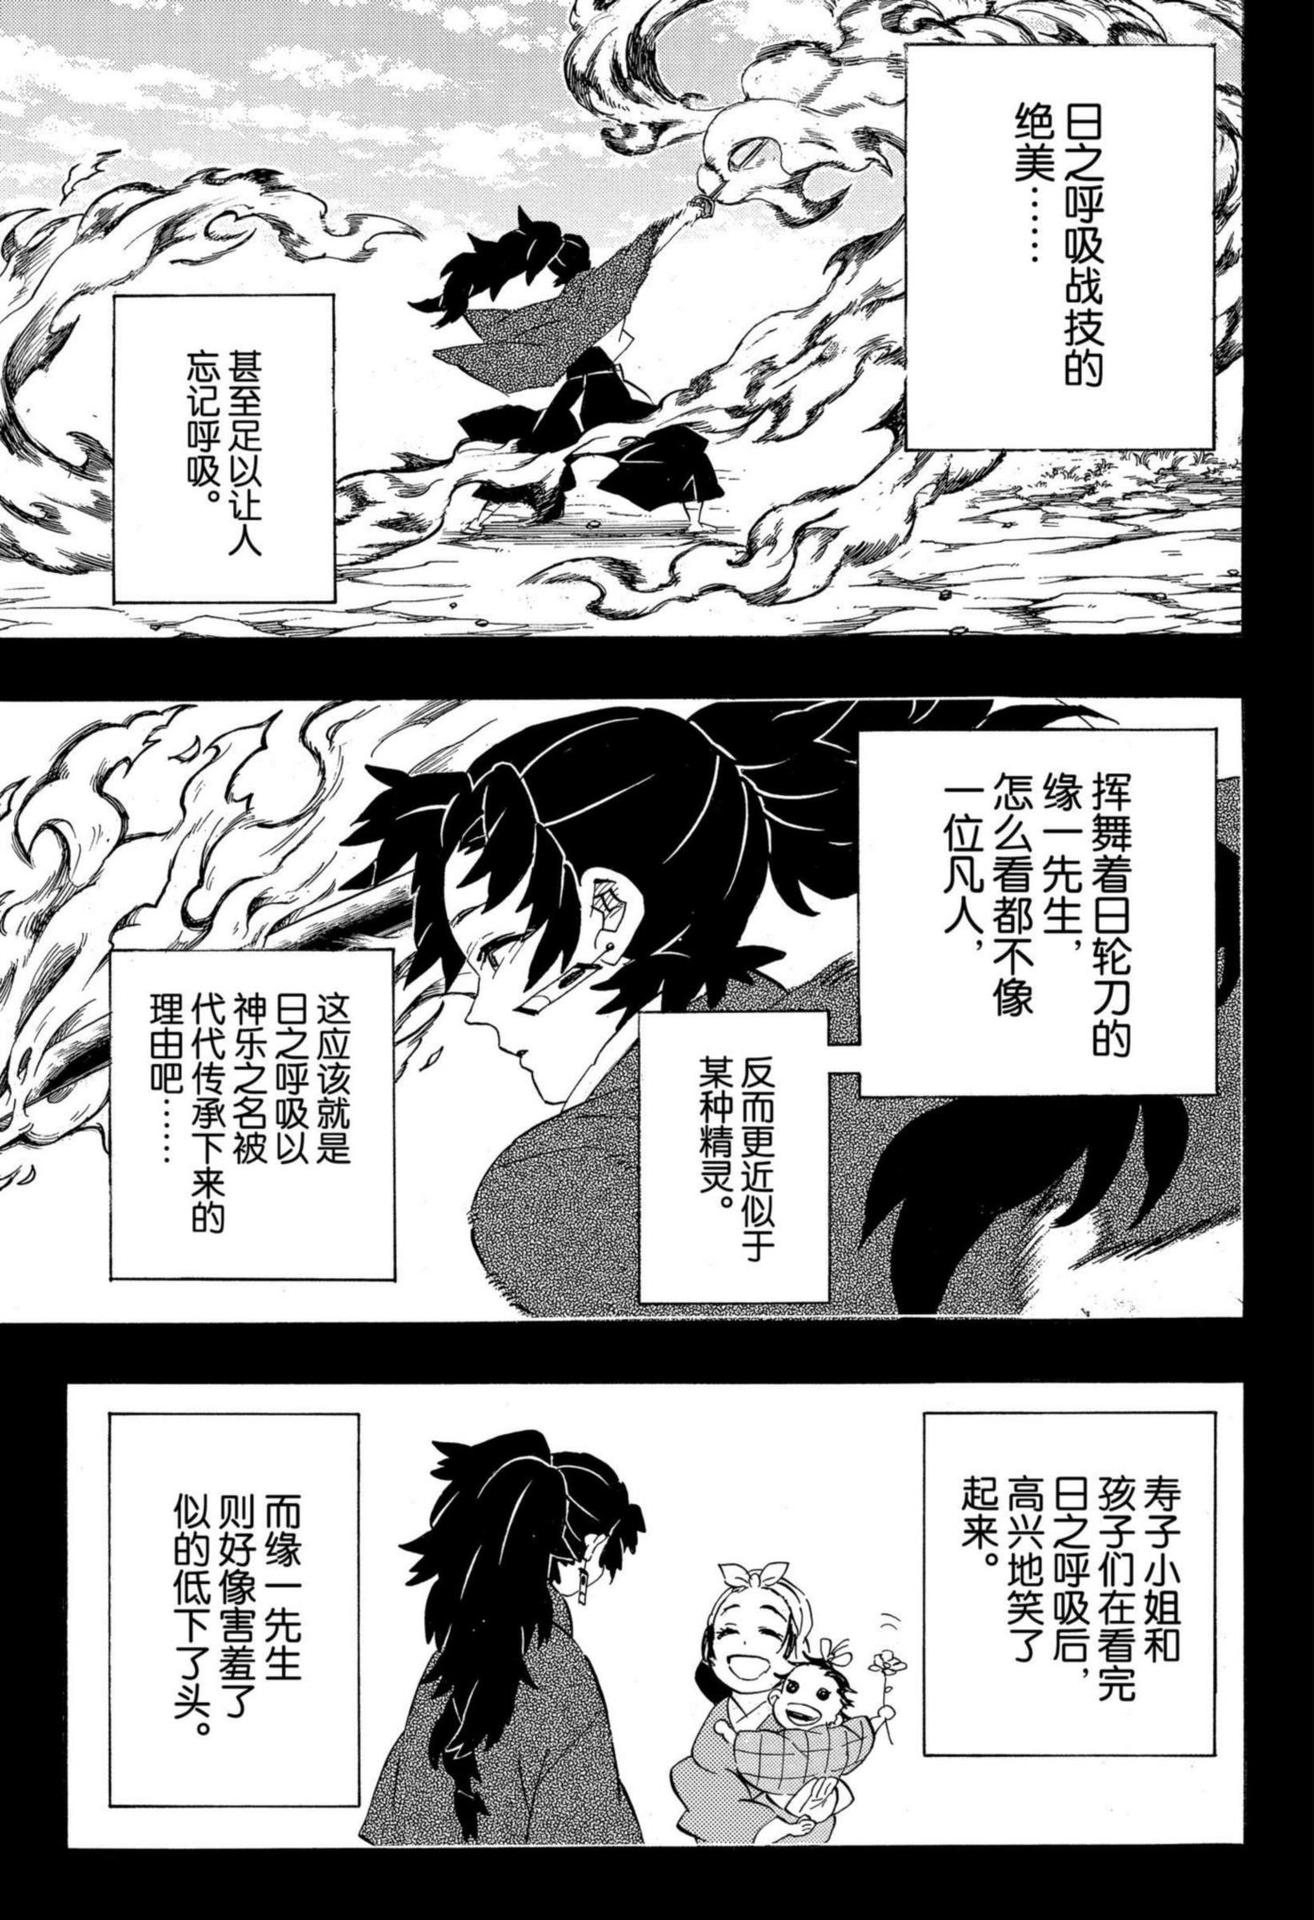 日之呼吸战技的
绝美……
甚至足以让人
忘记呼吸。
挥舞着日轮刀的
缘一先生，
怎么看都不像
一位凡人，
反而更近似于
某种精灵。
这应该就是
日之呼吸以
神乐之名被
代代传承下来的
理由吧……
寿子小姐和
孩子们在看完
日之呼吸后，
高兴地笑了
起来。
而缘一先生
则好像害羞了
似的低下了头。